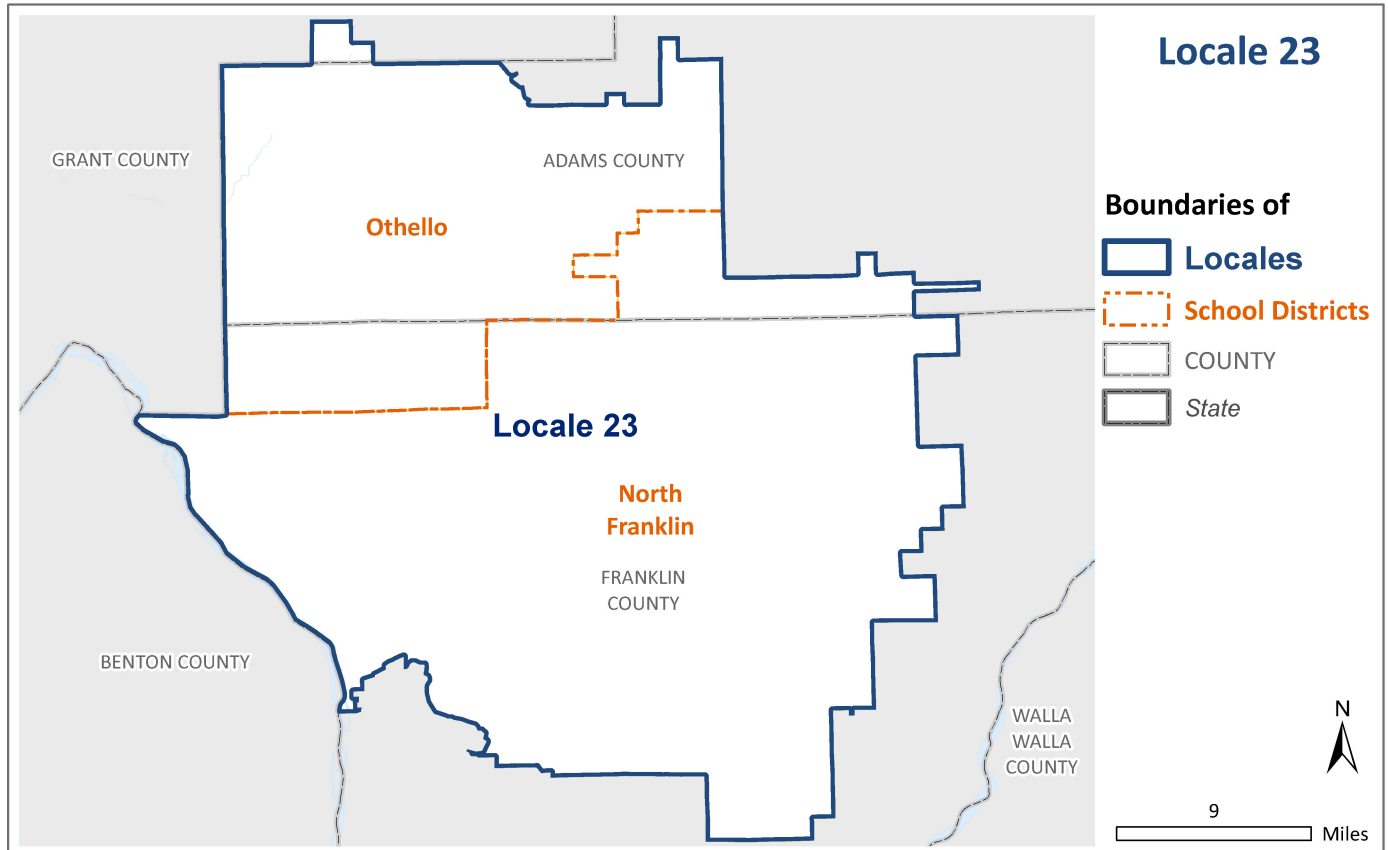 Locale 23
GRANT COUNTY
ADAMS COUNTY
Othello
Locale 23
North
Franklin
FRANKLIN
COUNTY
BENTON COUNTY
WALLA
WALLA
COUNTY
Boundaries of
Locales
School Districts
COUNTY
State
N
9
Miles